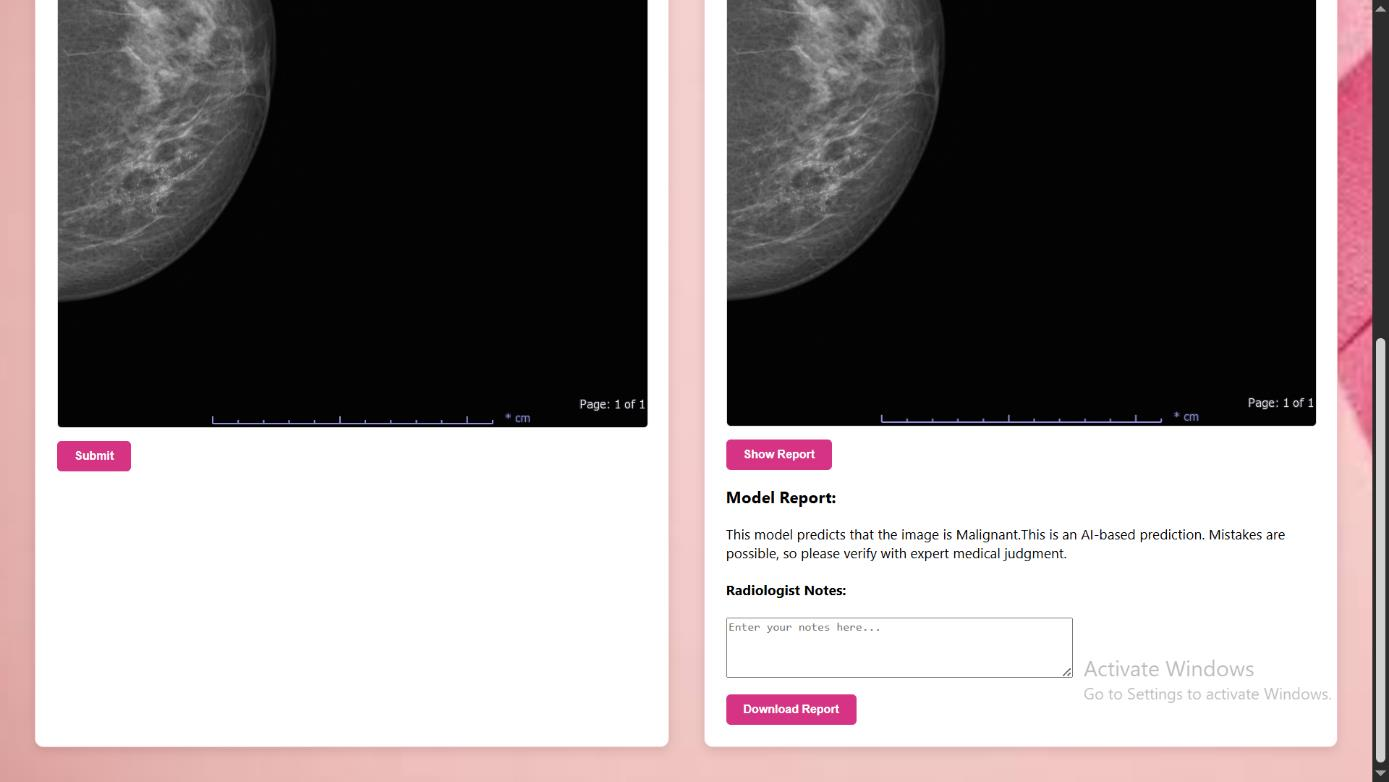 Page: 1 of 1
* cm
Submit
Page: 1 of 1
* cm
Show Report
Model Report:
This model predicts that the image is Malignant.This is an AI-based prediction. Mistakes are
possible, so please verify with expert medical judgment.
Radiologist Notes:
Enter your notes here...
Download Report
Activate Windows
Go to Settings to activate Windows.